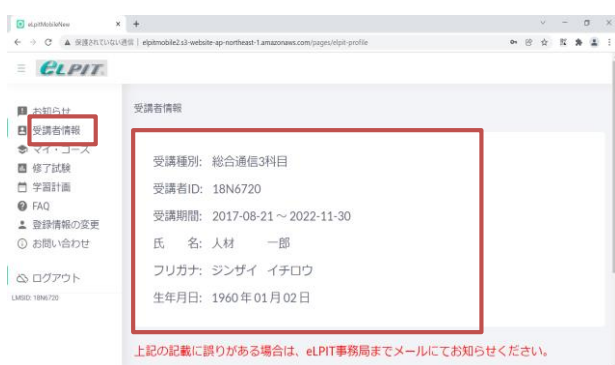 eLpitMobileNew
保護されていない通信 | elpitmobile2.s3-website-ap-northeast-1.amazonaws.com/pages/elpit-profile
eLPIT.
お知らせ
受講者情報
マイ・コース
修了試験
学習計画
FAQ
登録情報の変更
お問い合わせ
ログアウト
LMSID: 18N6720
受講者情報
受講種別: 総合通信3科目
受講者ID: 18N6720
受講期間: 2017-08-21 ～ 2022-11-30
氏 名: 人材 一郎
フリガナ: ジンザイ イチロウ
生年月日: 1960 年 01 月 02 日
上記の記載に誤りがある場合は、eLPIT事務局までメールにてお知らせください。